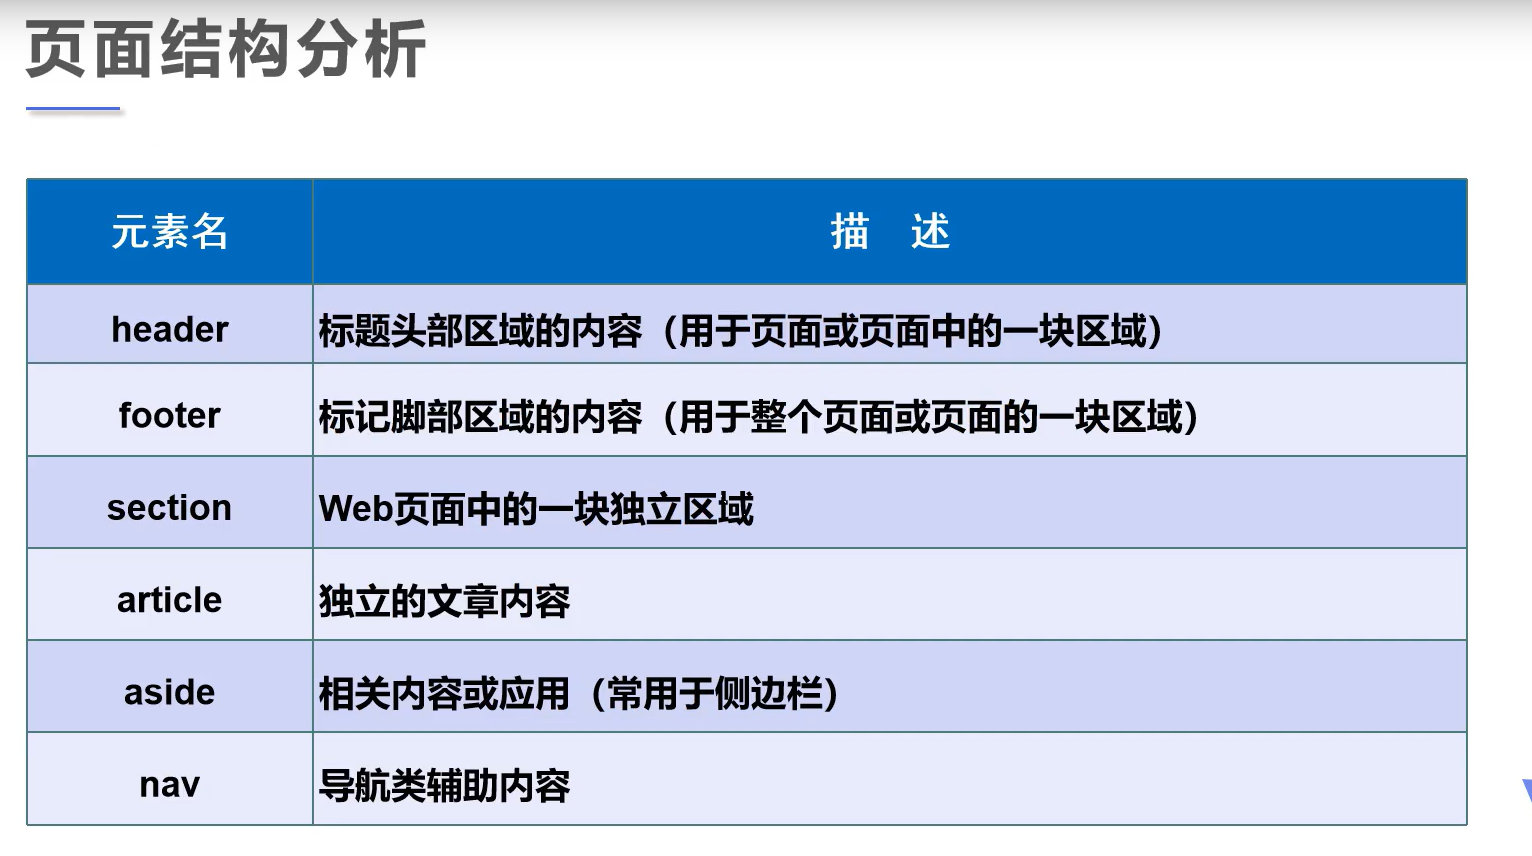 页面结构分析
元素名 描 述
header 标题头部区域的内容（用于页面或页面中的一块区域）
footer 标记脚部区域的内容（用于整个页面或页面的一块区域）
section Web页面中的一块独立区域
article 独立的文章内容
aside 相关内容或应用（常用于侧边栏）
nav 导航类辅助内容